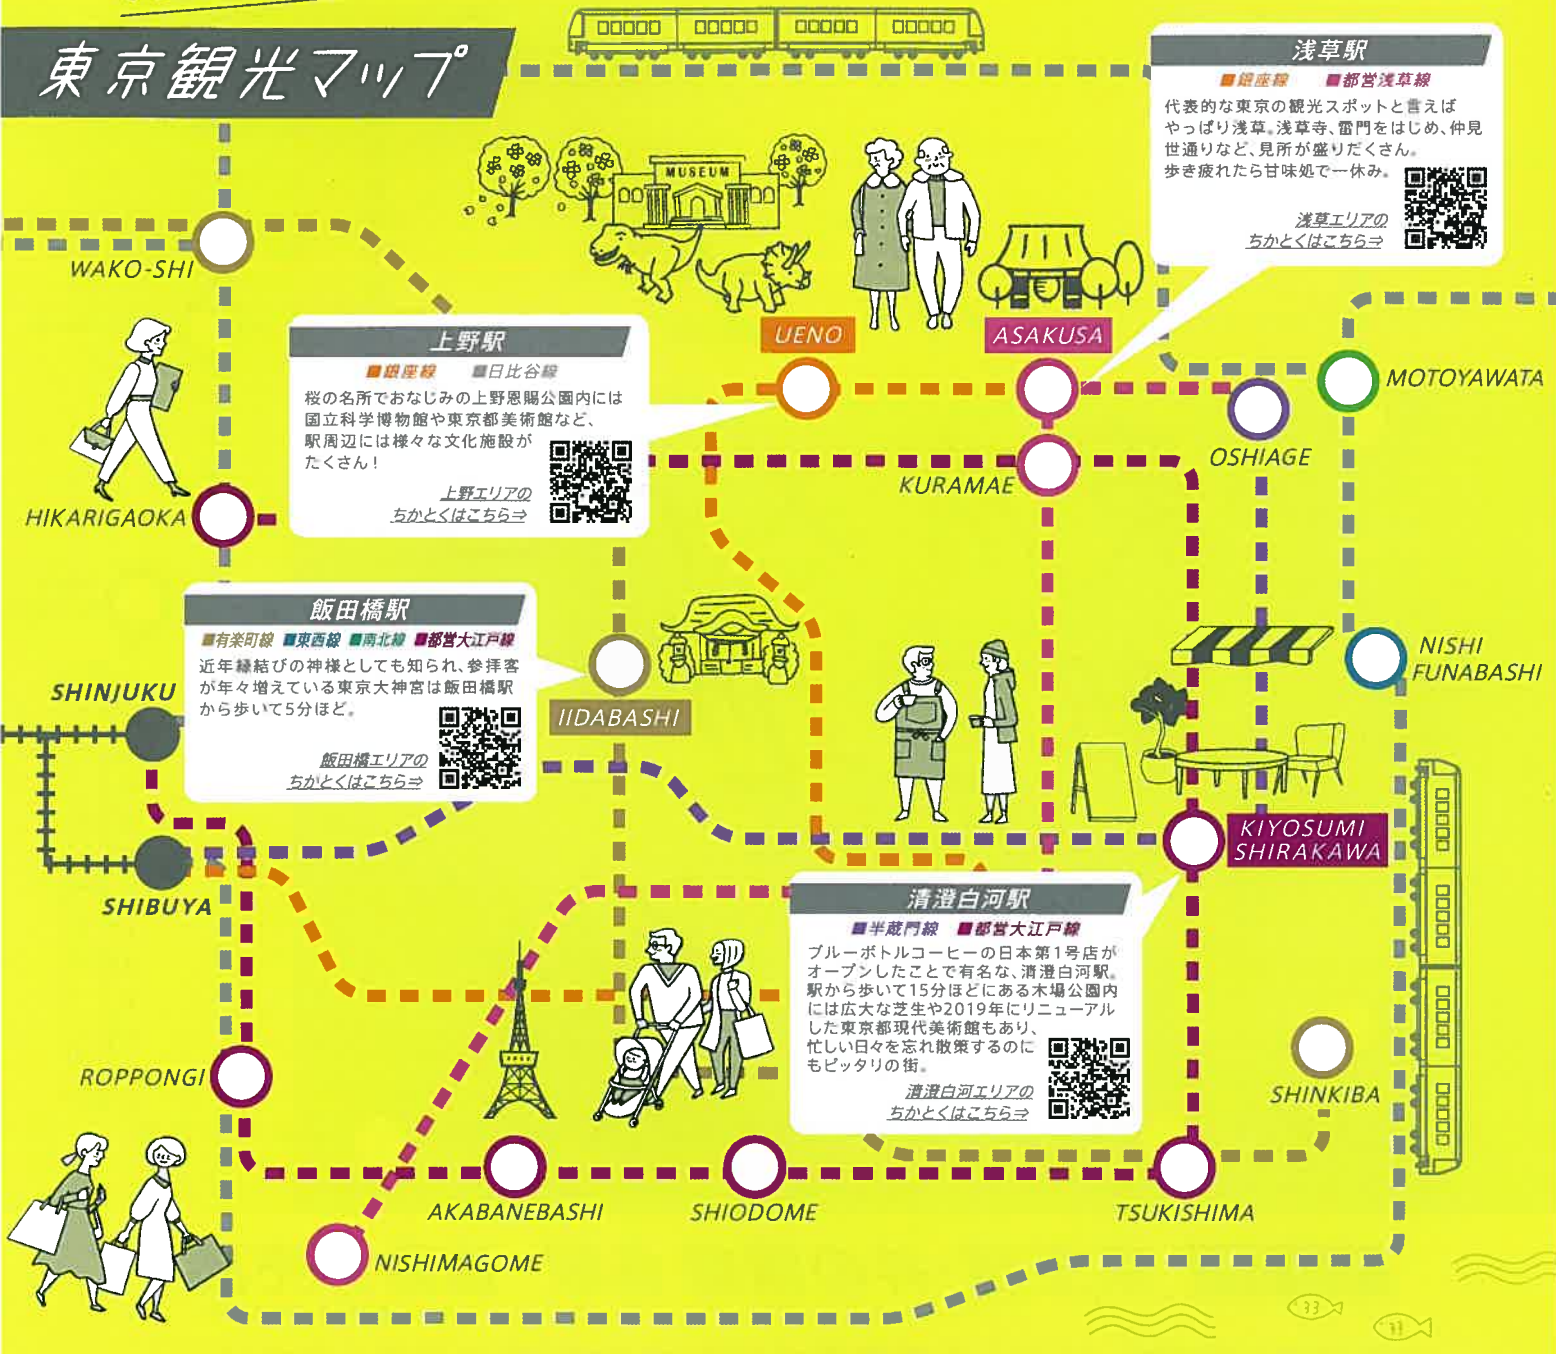 東京観光マップ
浅草駅
■銀座線 ■都営浅草線
代表的な東京の観光スポットと言えば
やっぱり浅草。浅草寺、雷門をはじめ、仲見
世通りなど、見所が盛りだくさん。
歩き疲れたら甘味処で一休み。
浅草エリアの
ちかとくはこちら⇒
MUSEUM
WAKO-SHI
上野駅
■銀座線 ■日比谷線
桜の名所でおなじみの上野恩賜公園内には
国立科学博物館や東京都美術館など、
駅周辺には様々な文化施設が
たくさん!
上野エリアの
ちかとくはこちら⇒
UENO
ASAKUSA
MOTOYAWATA
OSHIAGE
KURAMAE
HIKARIGAOKA
飯田橋駅
■有楽町線 ■東西線 ■南北線 ■都営大江戸線
近年縁結びの神様としても知られ、参拝客
が年々増えている東京大神宮は飯田橋駅
から歩いて5分ほど。
飯田橋エリアの
ちかとくはこちら⇒
NISHI
FUNABASHI
SHINJUKU
IIDABASHI
KIYOSUMI
SHIRAKAWA
SHIBUYA
清澄白河駅
■半蔵門線 ■都営大江戸線
ブルーボトルコーヒーの日本第1号店が
オープンしたことで有名な、清澄白河駅。
駅から歩いて15分ほどにある木場公園内
には広大な芝生や2019年にリニューアル
した東京都現代美術館もあり、
忙しい日々を忘れ散策するのに
もピッタリの街。
清澄白河エリアの
ちかとくはこちら⇒
ROPPONGI
SHINKIBA
AKABANEBASHI
SHIODOME
TSUKISHIMA
NISHIMAGOME